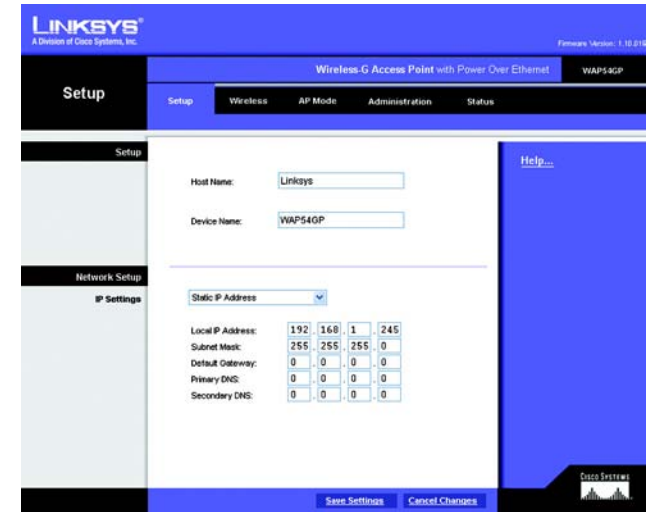 LINKSYS®
A Division of Cisco Systems, Inc.
Firmware Version: 1.10.019
Wireless-G Access Point with Power Over Ethernet WAP54GP
Setup
Setup Wireless AP Mode Administration Status
Setup
Help...
Host Name: Linksys
Device Name: WAP54GP
Network Setup
IP Settings
Static IP Address
Local IP Address: 192 . 168 . 1 . 245
Subnet Mask: 255 . 255 . 255 . 0
Default Gateway: 0 . 0 . 0 . 0
Primary DNS: 0 . 0 . 0 . 0
Secondary DNS: 0 . 0 . 0 . 0
CISCO SYSTEMS
Save Settings Cancel Changes